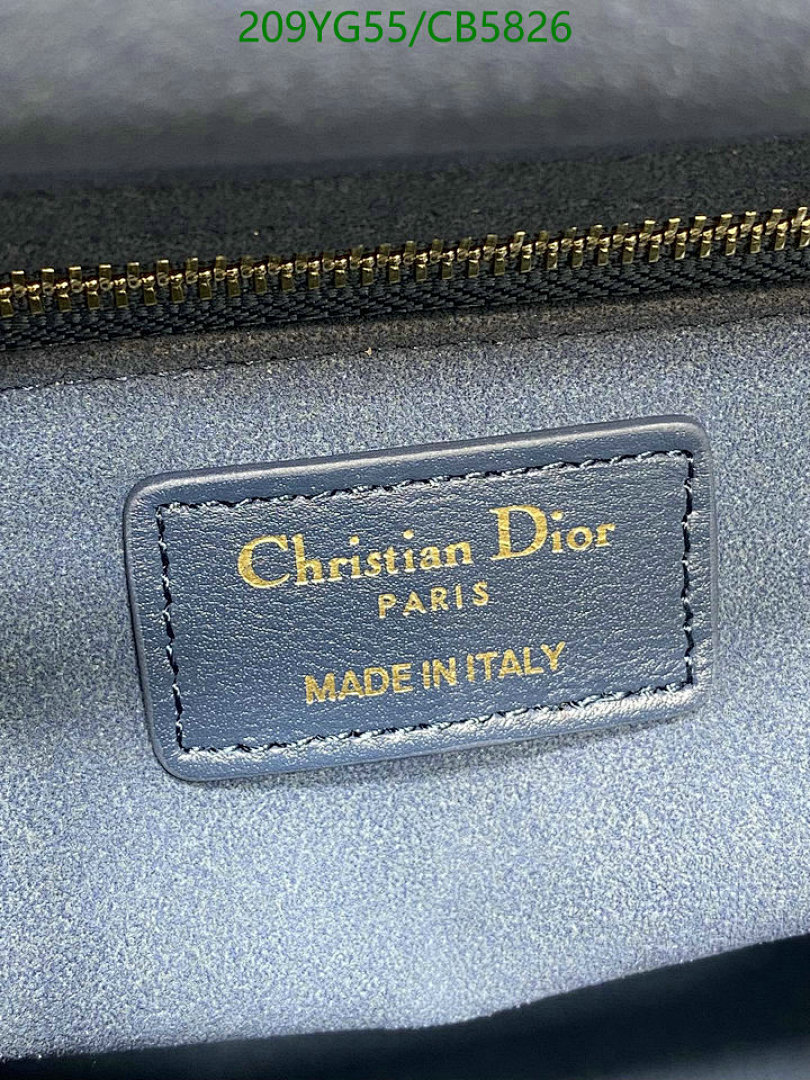 209YG55/CB5826
Christian Dior
PARIS
MADE IN ITALY